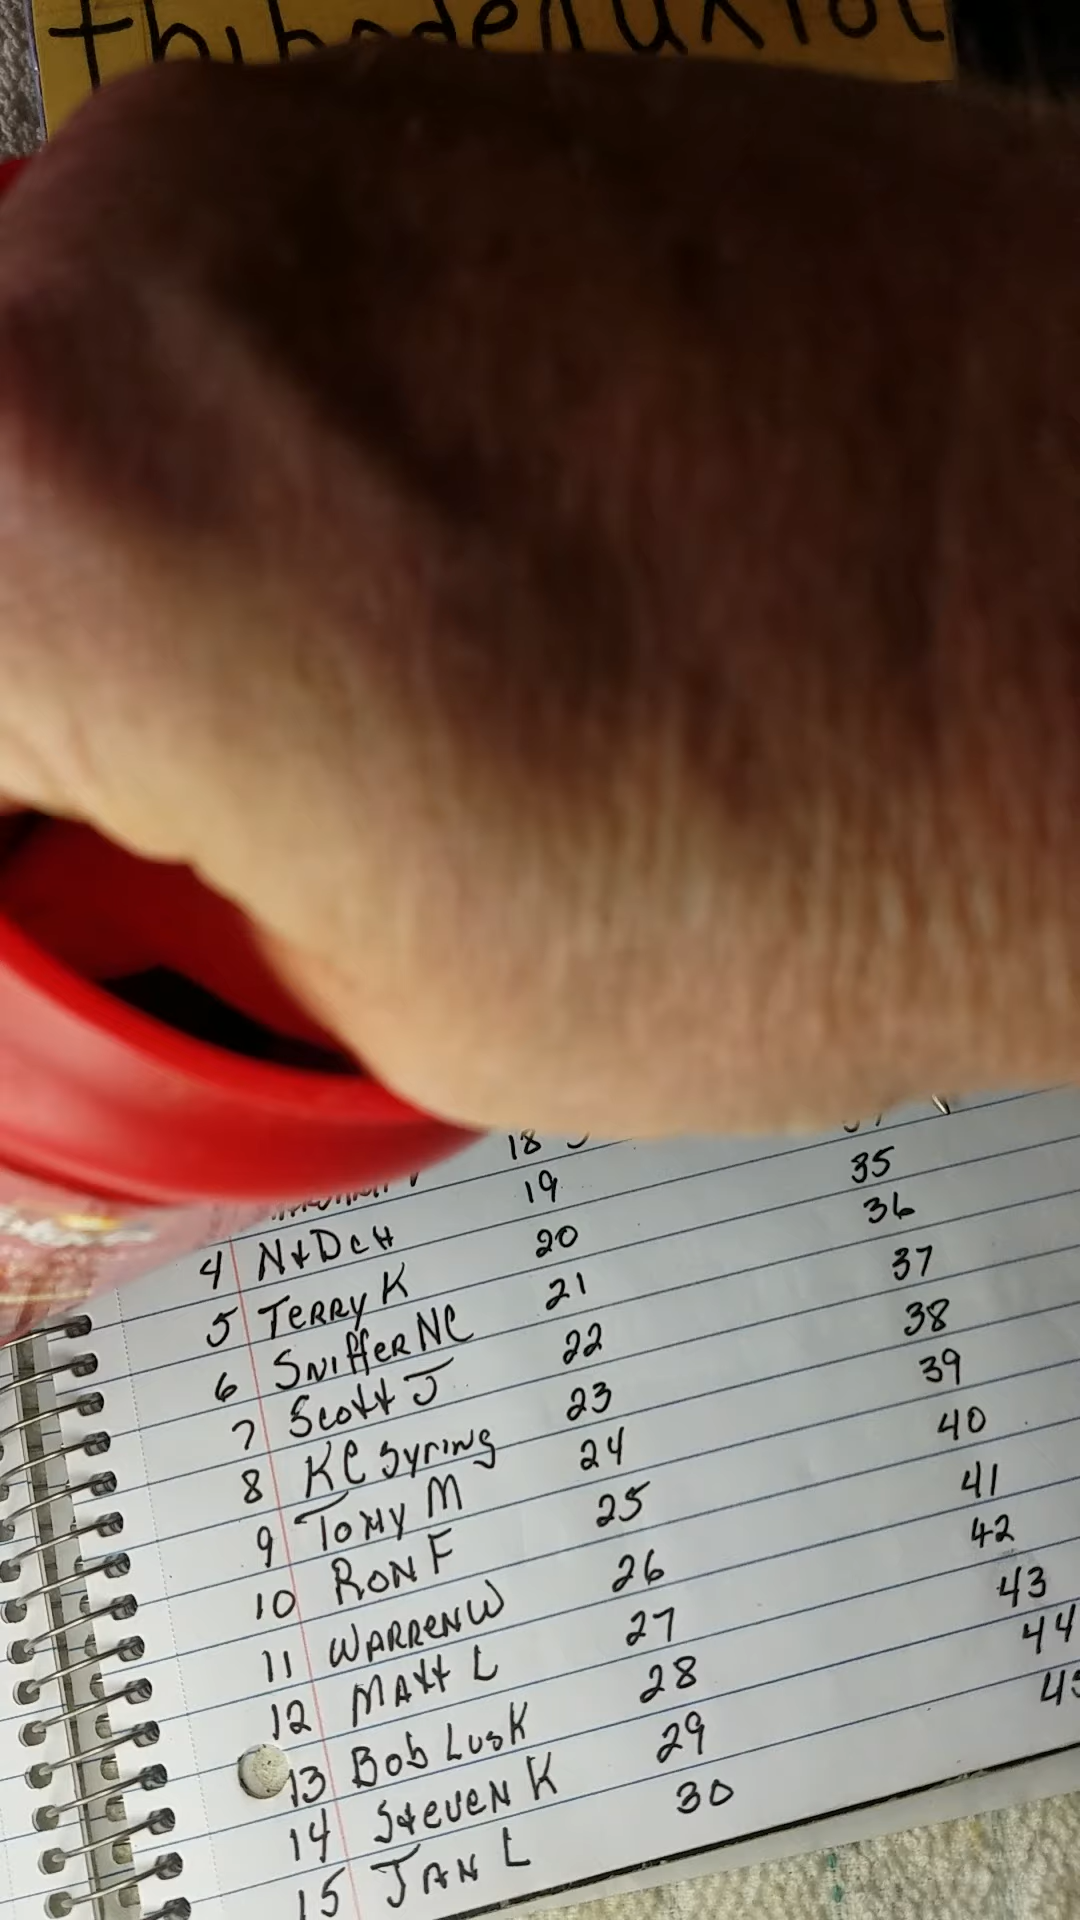 18
19 35
4 N+DcH 20 36
5 TERRY K 21 37
6 SNiffeR NC 22 38
7 Scott J 23 39
8 KC Syring 24 40
9 Tony M 25 41
10 RON F 26 42
11 WARREN W 27 43
12 MAtt L 28 44
13 Bob Lusk 29
14 SteveN K 30
15 JAN L